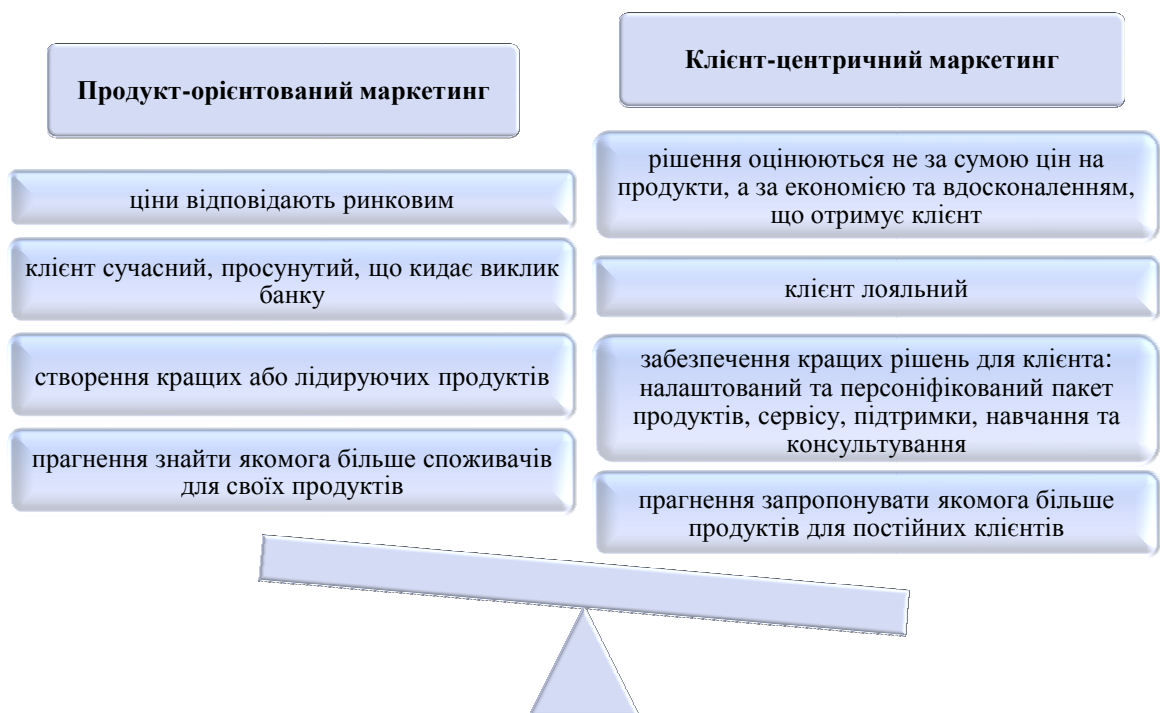 Продукт-орієнтований маркетинг
ціни відповідають ринковим
клієнт сучасний, просунутий, що кидає виклик
банку
створення кращих або лідируючих продуктів
прагнення знайти якомога більше споживачів
для своїх продуктів
Клієнт-центричний маркетинг
рішення оцінюються не за сумою цін на
продукти, а за економією та вдосконаленням,
що отримує клієнт
клієнт лояльний
забезпечення кращих рішень для клієнта:
налаштований та персоніфікований пакет
продуктів, сервісу, підтримки, навчання та
консультування
прагнення запропонувати якомога більше
продуктів для постійних клієнтів